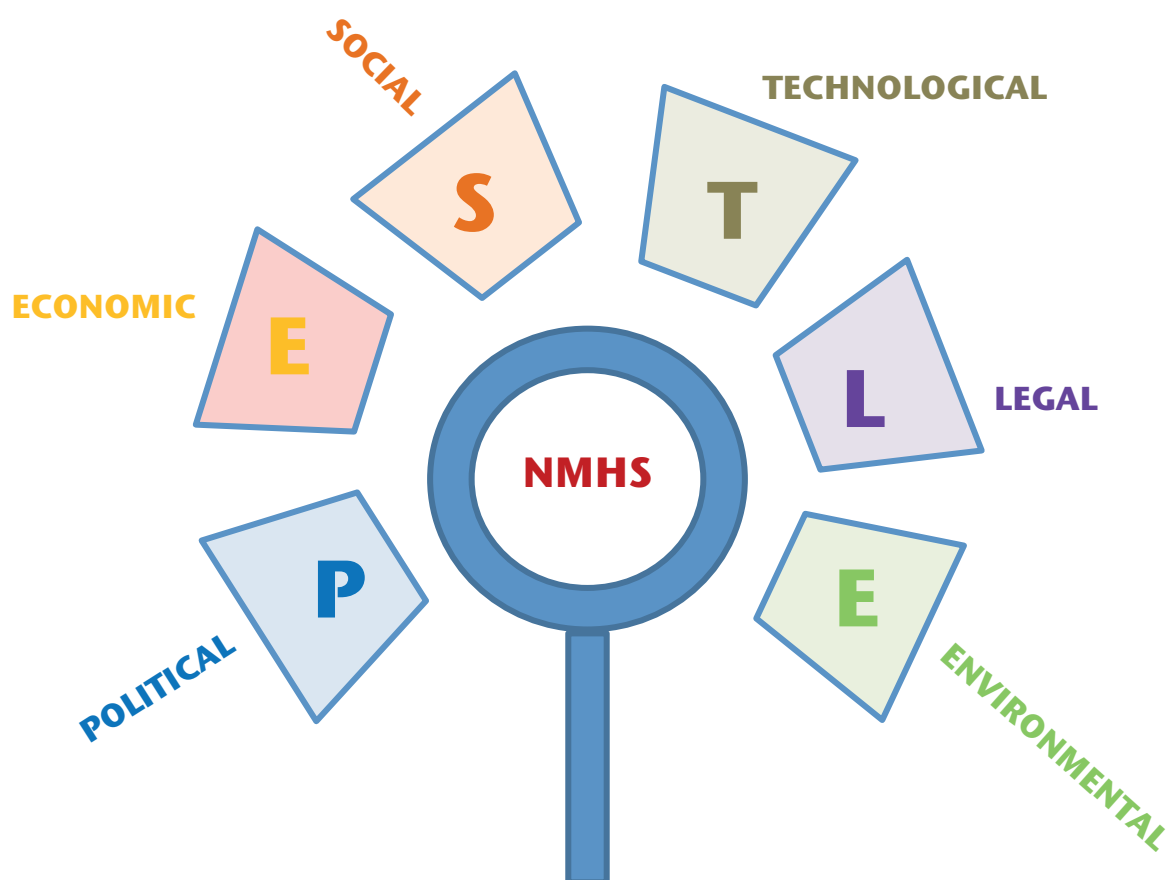 SOCIAL
S
TECHNOLOGICAL
T
ECONOMIC
E
LEGAL
L
NMHS
POLITICAL
P
ENVIRONMENTAL
E